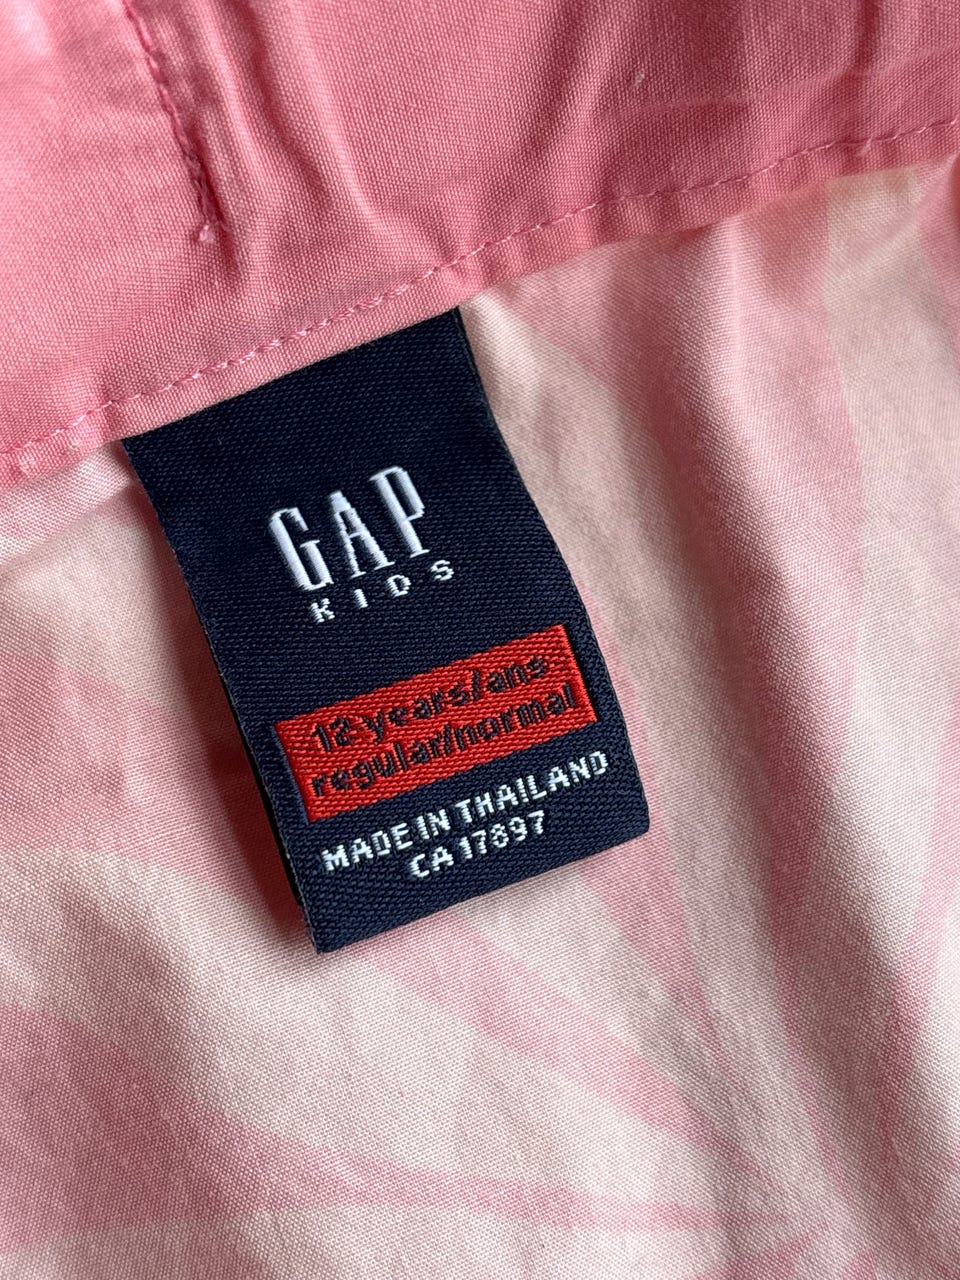 GAP
KIDS
12 years/ans
regular/normal
MADE IN THAILAND
CA 17897